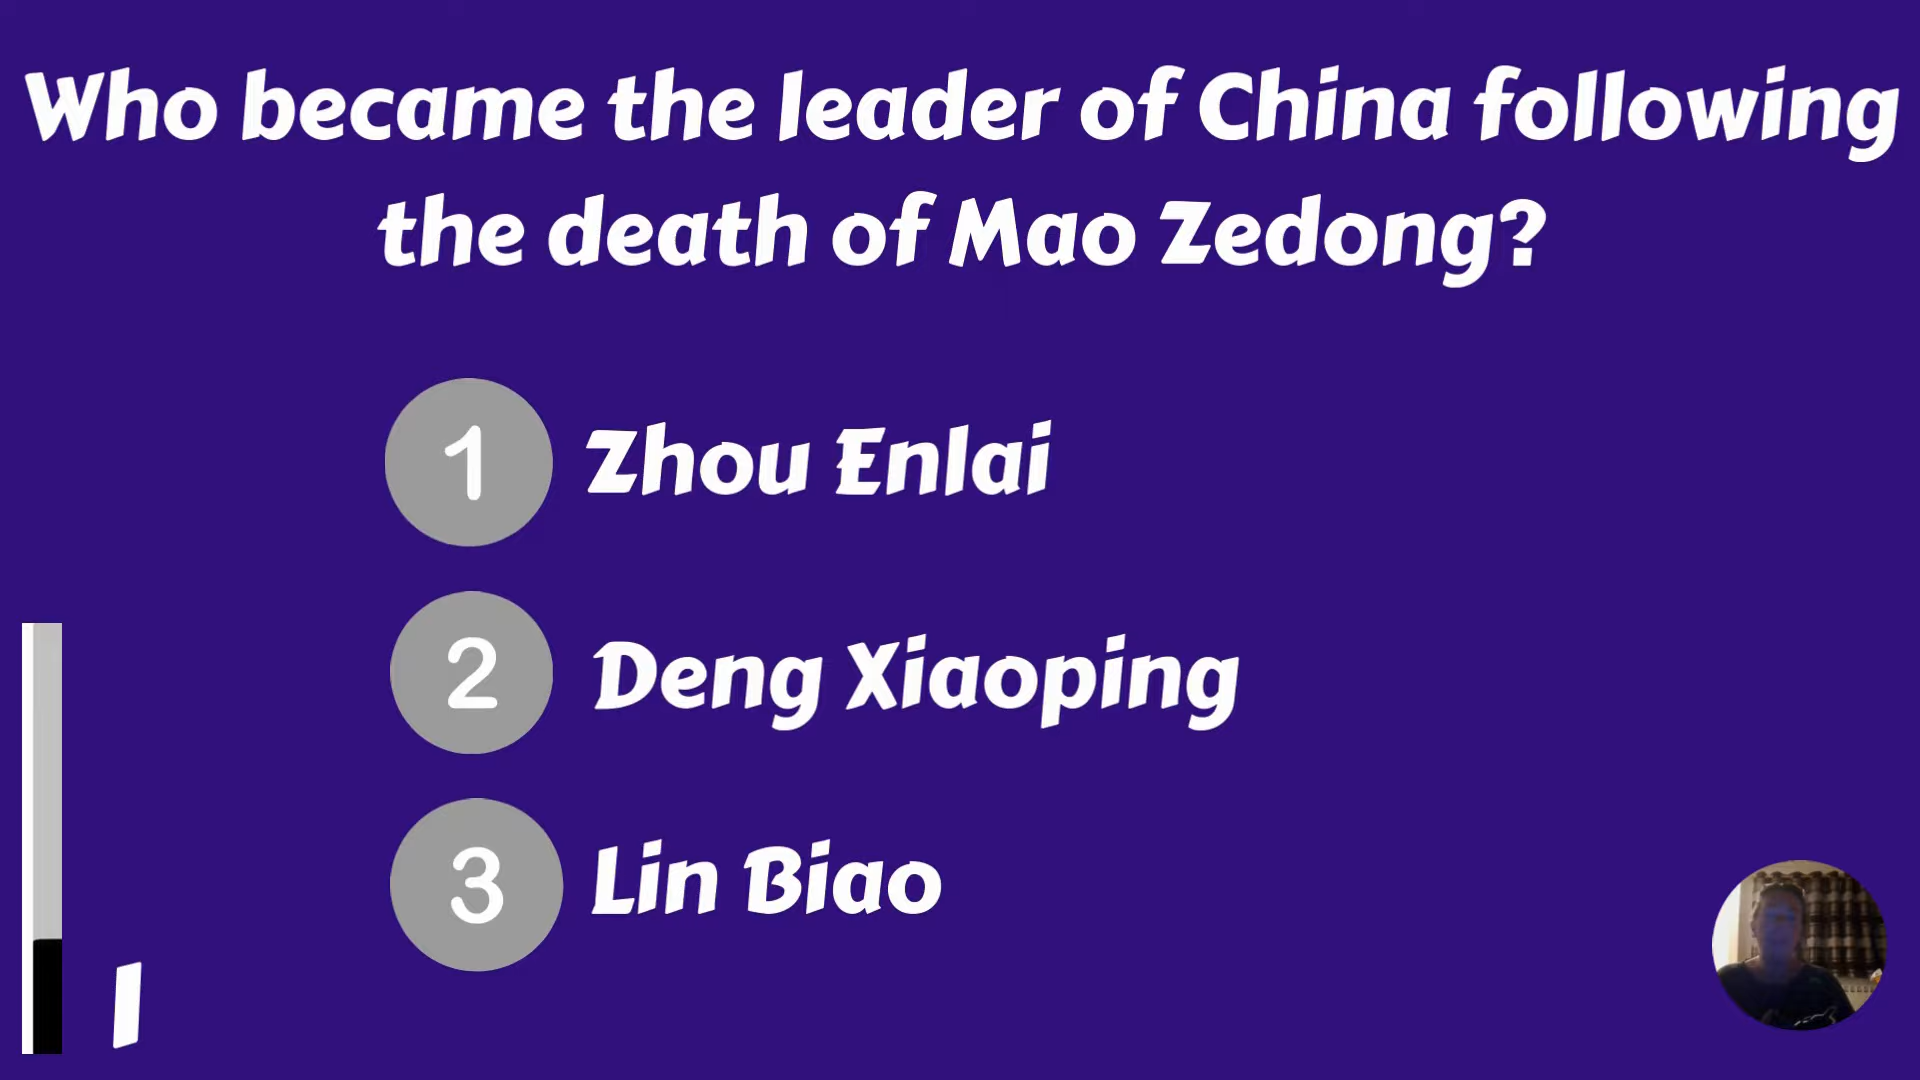 Who became the leader of China following
the death of Mao Zedong?
1 Zhou Enlai
2 Deng Xiaoping
3 Lin Biao
1